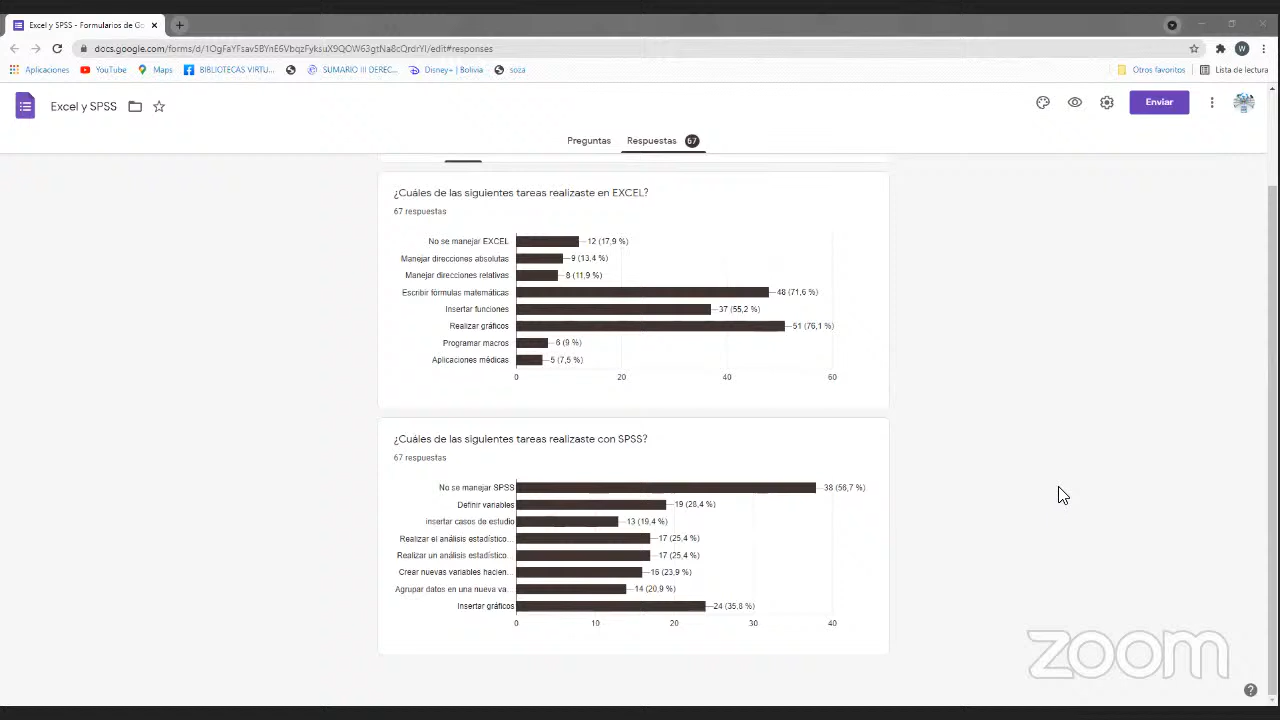 Excel y SPSS - Formularios de Go
docs.google.com/forms/d/1OgFaYFsav5BYnE6VbqzFyksuX9QOW63gtNa8cQrdrYI/edit#responses
Aplicaciones YouTube Maps BIBLIOTECAS VIRTU... SUMARIO III DEREC... Disney+ | Bolivia soza Otros favoritos Lista de lectura
Excel y SPSS Enviar
Preguntas Respuestas 67
¿Cuáles de las siguientes tareas realizaste en EXCEL?
67 respuestas
No se manejar EXCEL 12 (17,9 %)
Manejar direcciones absolutas 9 (13,4 %)
Manejar direcciones relativas 8 (11,9 %)
Escribir fórmulas matemáticas 48 (71,6 %)
Insertar funciones 37 (55,2 %)
Realizar gráficos 51 (76,1 %)
Programar macros 6 (9 %)
Aplicaciones médicas 5 (7,5 %)
0 20 40 60
¿Cuáles de las siguientes tareas realizaste con SPSS?
67 respuestas
No se manejar SPSS 38 (56,7 %)
Definir variables 19 (28,4 %)
insertar casos de estudio 13 (19,4 %)
Realizar el análisis estadístico... 17 (25,4 %)
Realizar un análisis estadístico... 17 (25,4 %)
Crear nuevas variables hacien... 16 (23,9 %)
Agrupar datos en una nueva va... 14 (20,9 %)
Insertar gráficos 24 (35,8 %)
0 10 20 30 40
zoom